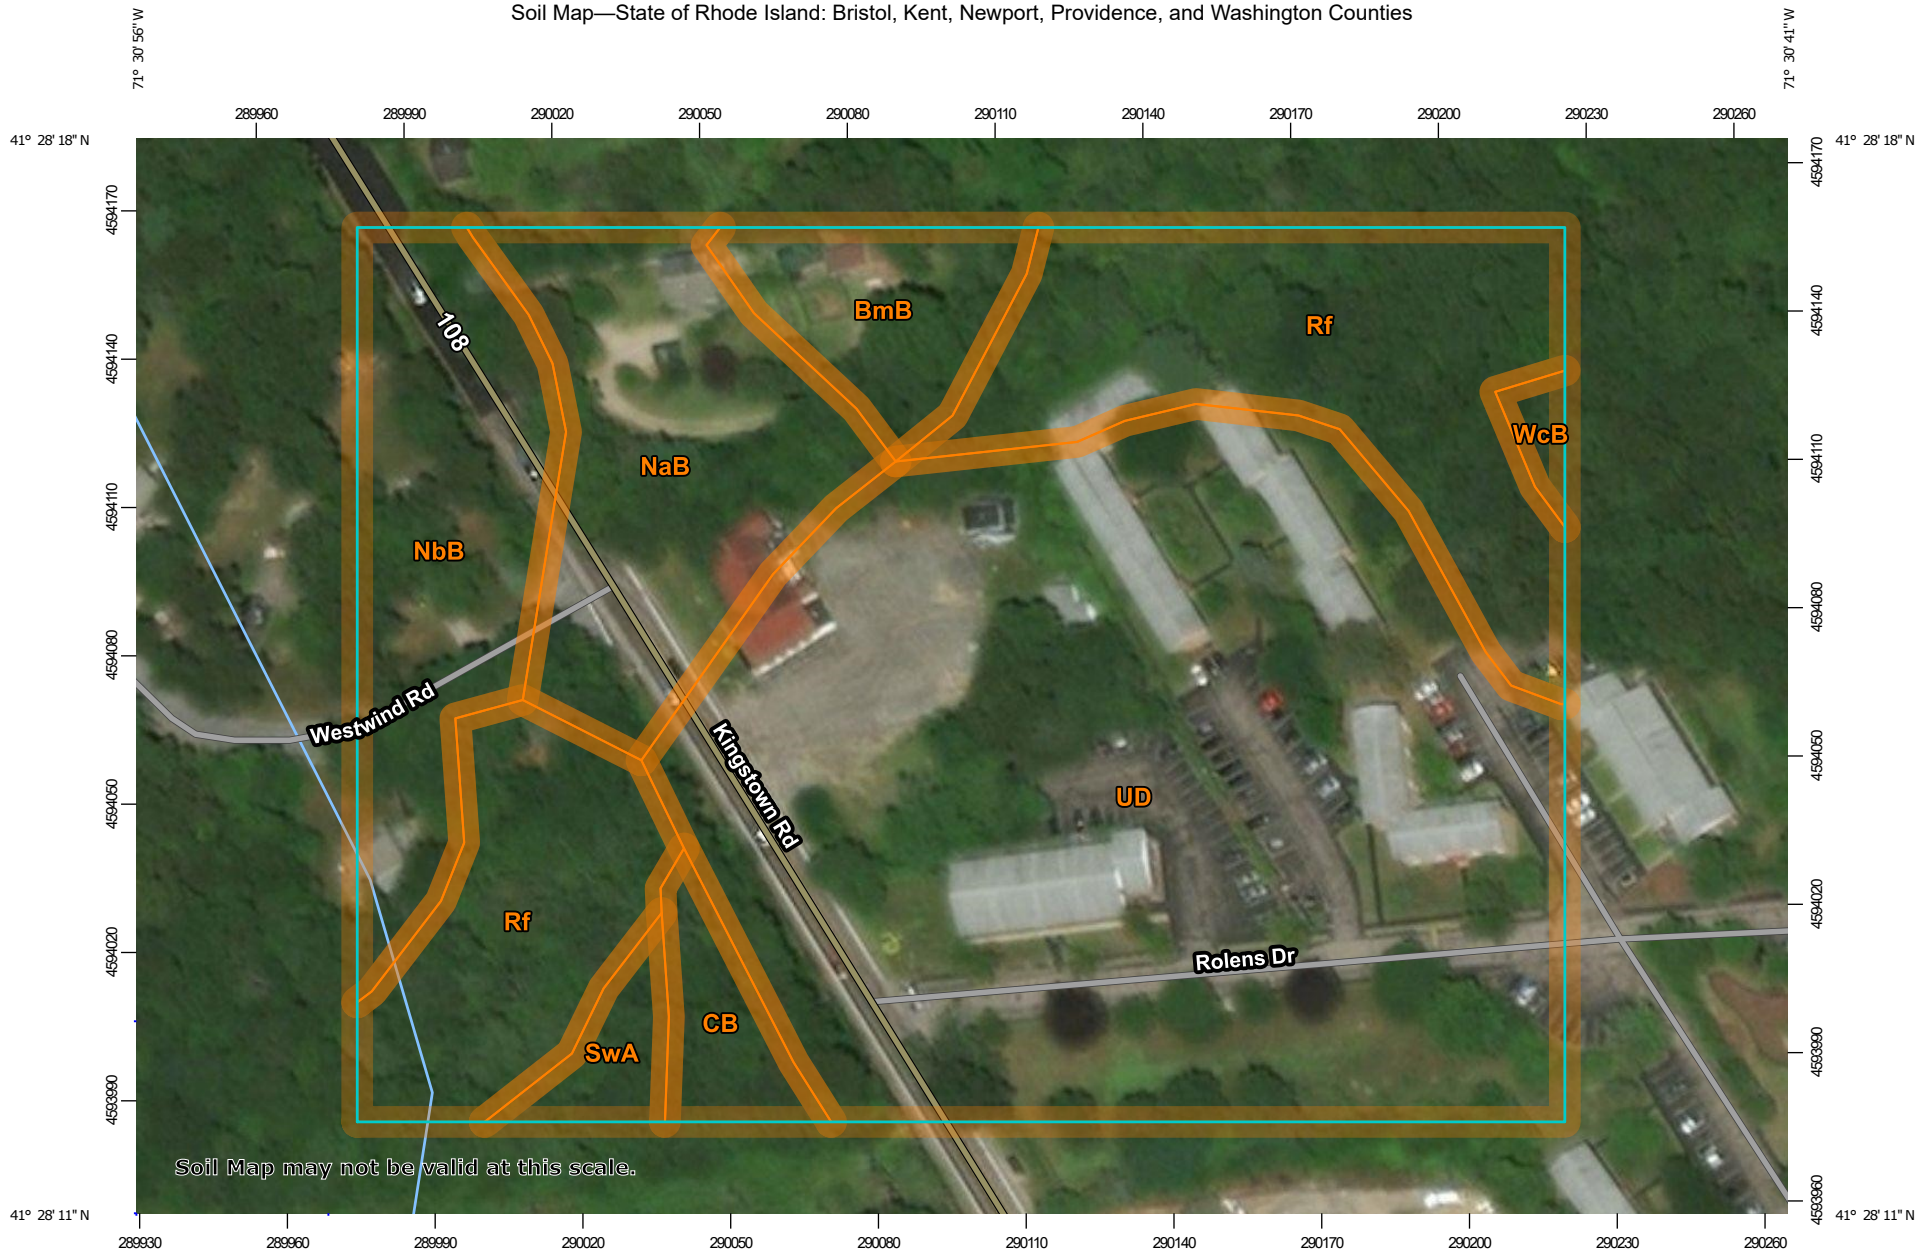 Soil Map—State of Rhode Island: Bristol, Kent, Newport, Providence, and Washington Counties
71° 30' 56'' W
71° 30' 41'' W
289960 289990 290020 290050 290080 290110 290140 290170 290200 290230 290260
41° 28' 18'' N
41° 28' 18'' N
4594170
4594170
4594140
4594140
4594110
4594110
4594080
4594080
4594050
4594050
4594020
4594020
4593990
4593990
4593960
108
BmB
Rf
WcB
NaB
NbB
Westwind Rd
Kingstown Rd
UD
Rf
Rolens Dr
CB
SwA
Soil Map may not be valid at this scale.
41° 28' 11'' N
41° 28' 11'' N
289930 289960 289990 290020 290050 290080 290110 290140 290170 290200 290230 290260